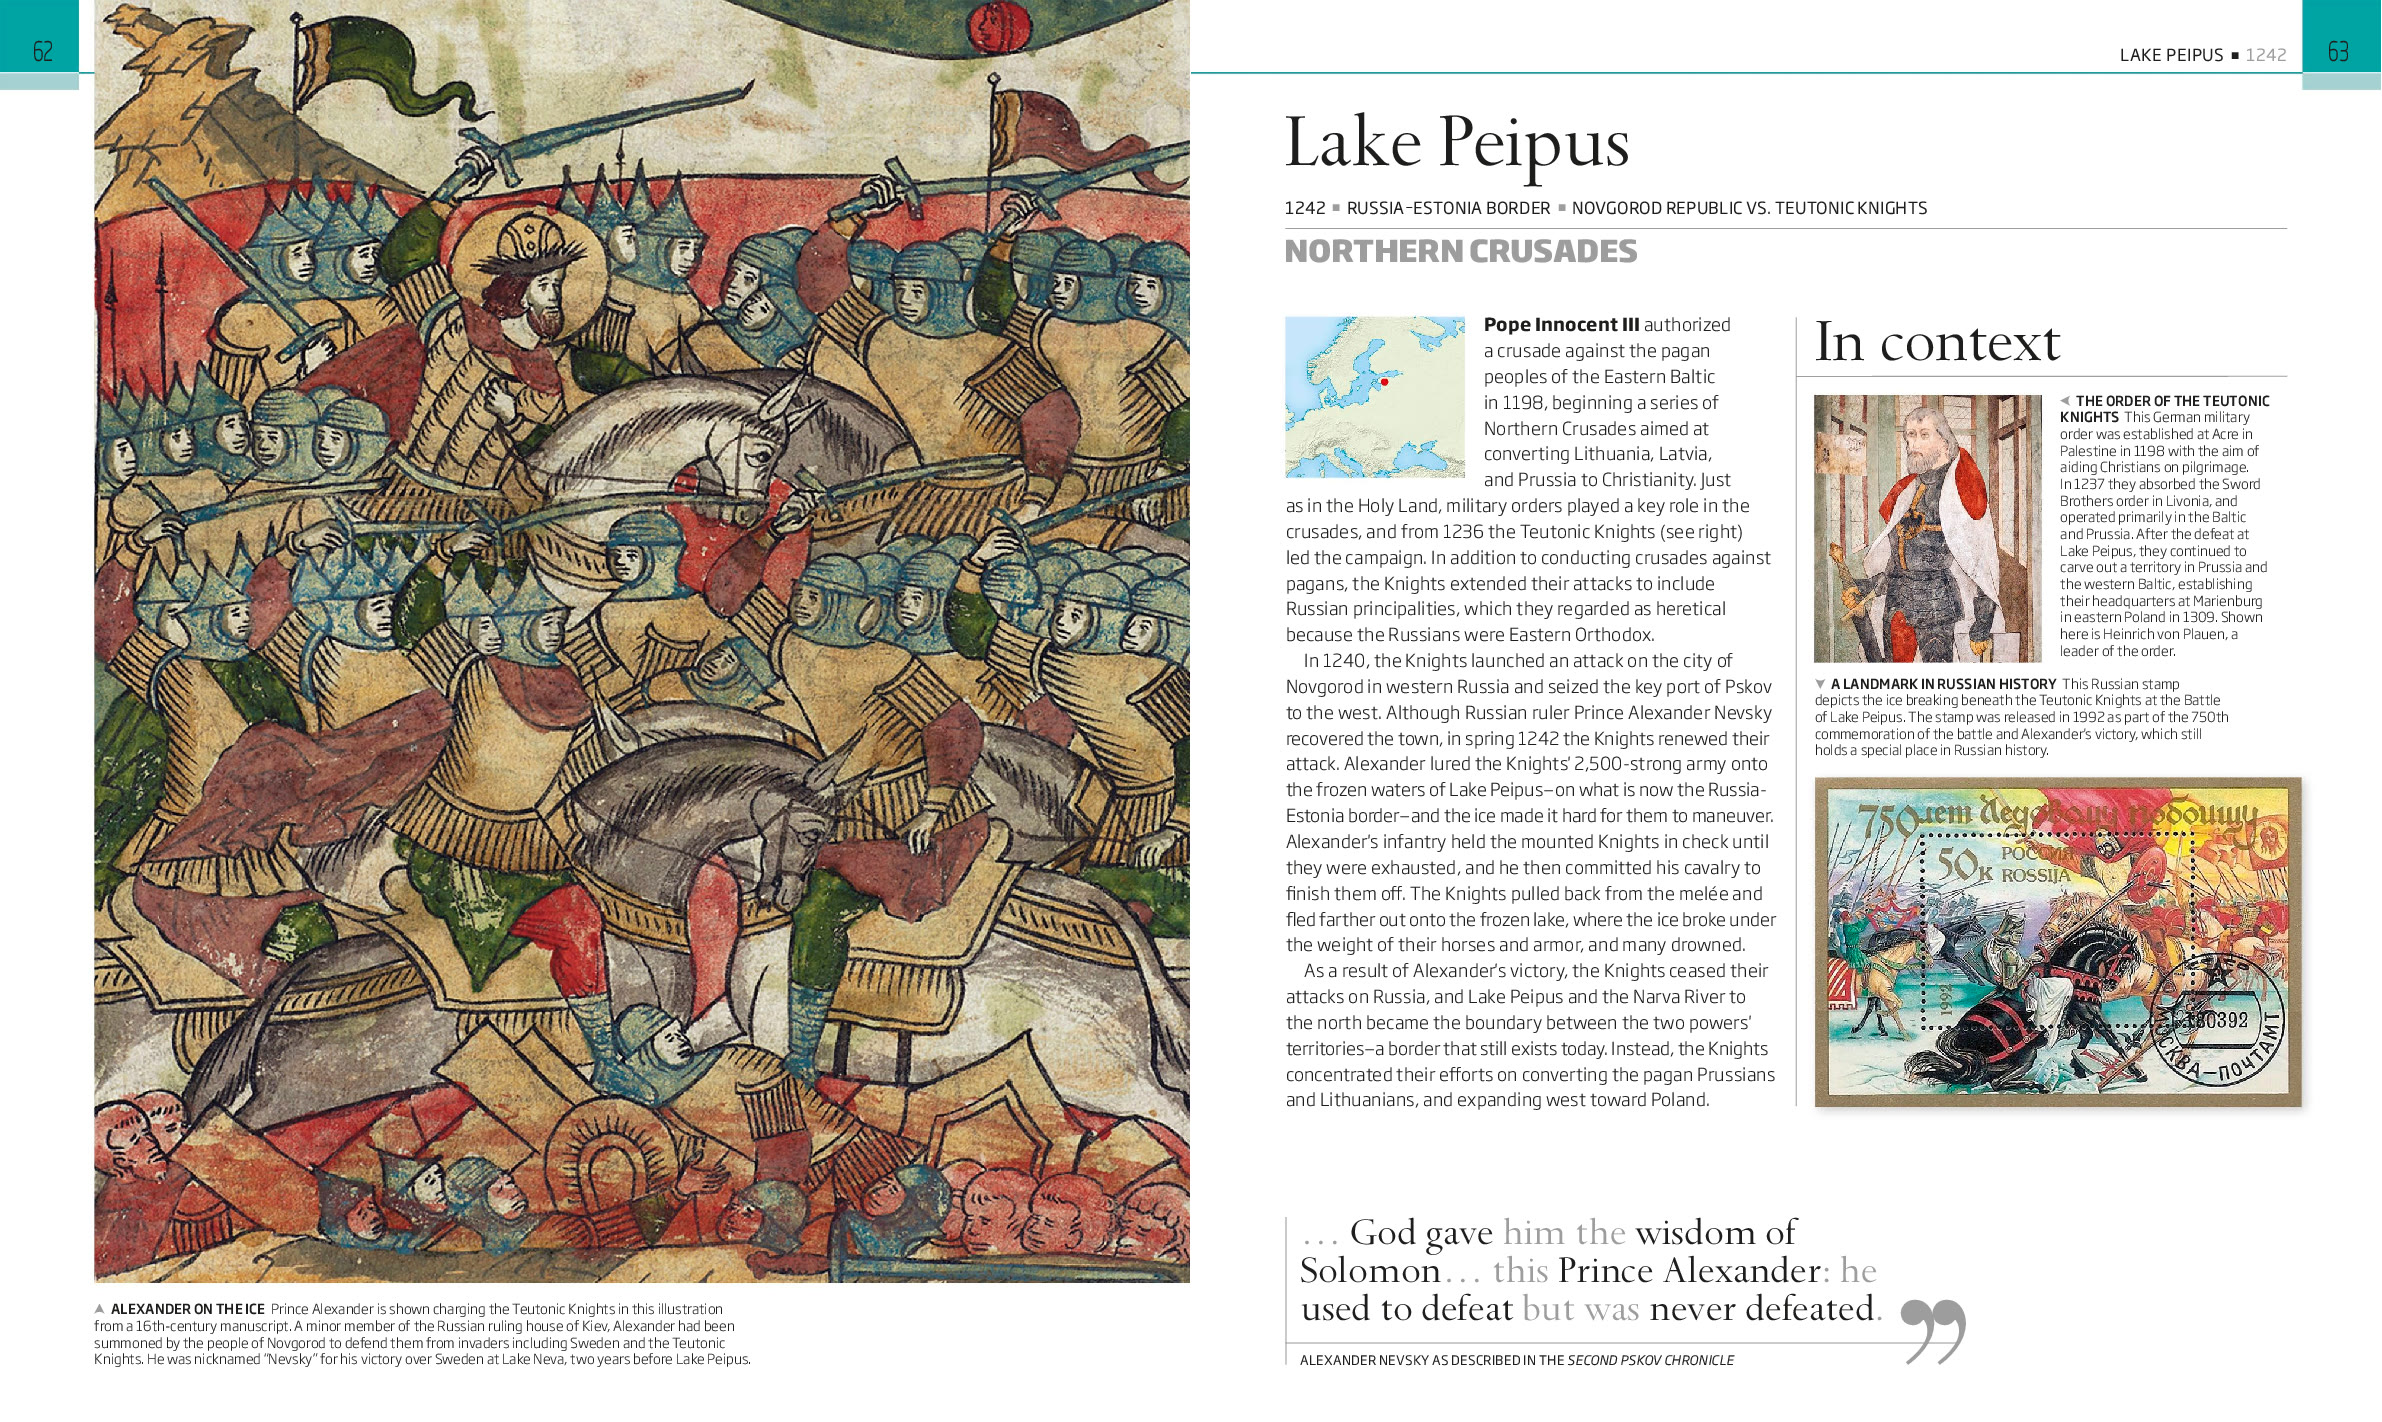 62
LAKE PEIPUS ■ 1242
63
Lake Peipus
1242 ■ RUSSIA–ESTONIA BORDER ■ NOVGOROD REPUBLIC VS. TEUTONIC KNIGHTS
NORTHERN CRUSADES
Pope Innocent III authorized
a crusade against the pagan
peoples of the Eastern Baltic
in 1198, beginning a series of
Northern Crusades aimed at
converting Lithuania, Latvia,
and Prussia to Christianity. Just
as in the Holy Land, military orders played a key role in the
crusades, and from 1236 the Teutonic Knights (see right)
led the campaign. In addition to conducting crusades against
pagans, the Knights extended their attacks to include
Russian principalities, which they regarded as heretical
because the Russians were Eastern Orthodox.
In 1240, the Knights launched an attack on the city of
Novgorod in western Russia and seized the key port of Pskov
to the west. Although Russian ruler Prince Alexander Nevsky
recovered the town, in spring 1242 the Knights renewed their
attack. Alexander lured the Knights' 2,500-strong army onto
the frozen waters of Lake Peipus—on what is now the Russia-
Estonia border—and the ice made it hard for them to maneuver.
Alexander's infantry held the mounted Knights in check until
they were exhausted, and he then committed his cavalry to
finish them off. The Knights pulled back from the melée and
fled farther out onto the frozen lake, where the ice broke under
the weight of their horses and armor, and many drowned.
As a result of Alexander's victory, the Knights ceased their
attacks on Russia, and Lake Peipus and the Narva River to
the north became the boundary between the two powers'
territories—a border that still exists today. Instead, the Knights
concentrated their efforts on converting the pagan Prussians
and Lithuanians, and expanding west toward Poland.
In context
◀ THE ORDER OF THE TEUTONIC
KNIGHTS This German military
order was established at Acre in
Palestine in 1198 with the aim of
aiding Christians on pilgrimage.
In 1237 they absorbed the Sword
Brothers order in Livonia, and
operated primarily in the Baltic
and Prussia. After the defeat at
Lake Peipus, they continued to
carve out a territory in Prussia and
the western Baltic, establishing
their headquarters at Marienburg
in eastern Poland in 1309. Shown
here is Heinrich von Plauen, a
leader of the order.
▼ A LANDMARK IN RUSSIAN HISTORY This Russian stamp
depicts the ice breaking beneath the Teutonic Knights at the Battle
of Lake Peipus. The stamp was released in 1992 as part of the 750th
commemoration of the battle and Alexander's victory, which still
holds a special place in Russian history.
750 лет Ледовому побоищу
50к РОССИЯ
ROSSIJA
1992
180392
МОСКВА—ПОЧТАМТ
... God gave him the wisdom of
Solomon... this Prince Alexander: he
used to defeat but was never defeated. ”
ALEXANDER NEVSKY AS DESCRIBED IN THE SECOND PSKOV CHRONICLE
▲ ALEXANDER ON THE ICE Prince Alexander is shown charging the Teutonic Knights in this illustration
from a 16th-century manuscript. A minor member of the Russian ruling house of Kiev, Alexander had been
summoned by the people of Novgorod to defend them from invaders including Sweden and the Teutonic
Knights. He was nicknamed “Nevsky” for his victory over Sweden at Lake Neva, two years before Lake Peipus.